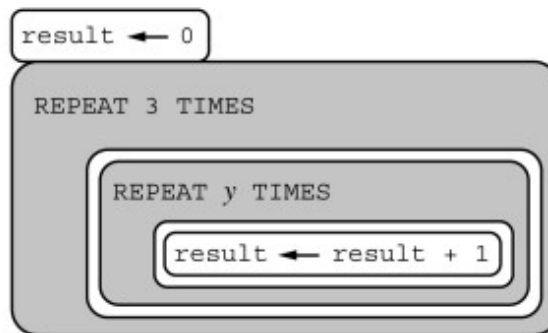 result ← 0
REPEAT 3 TIMES
REPEAT y TIMES
result ← result + 1